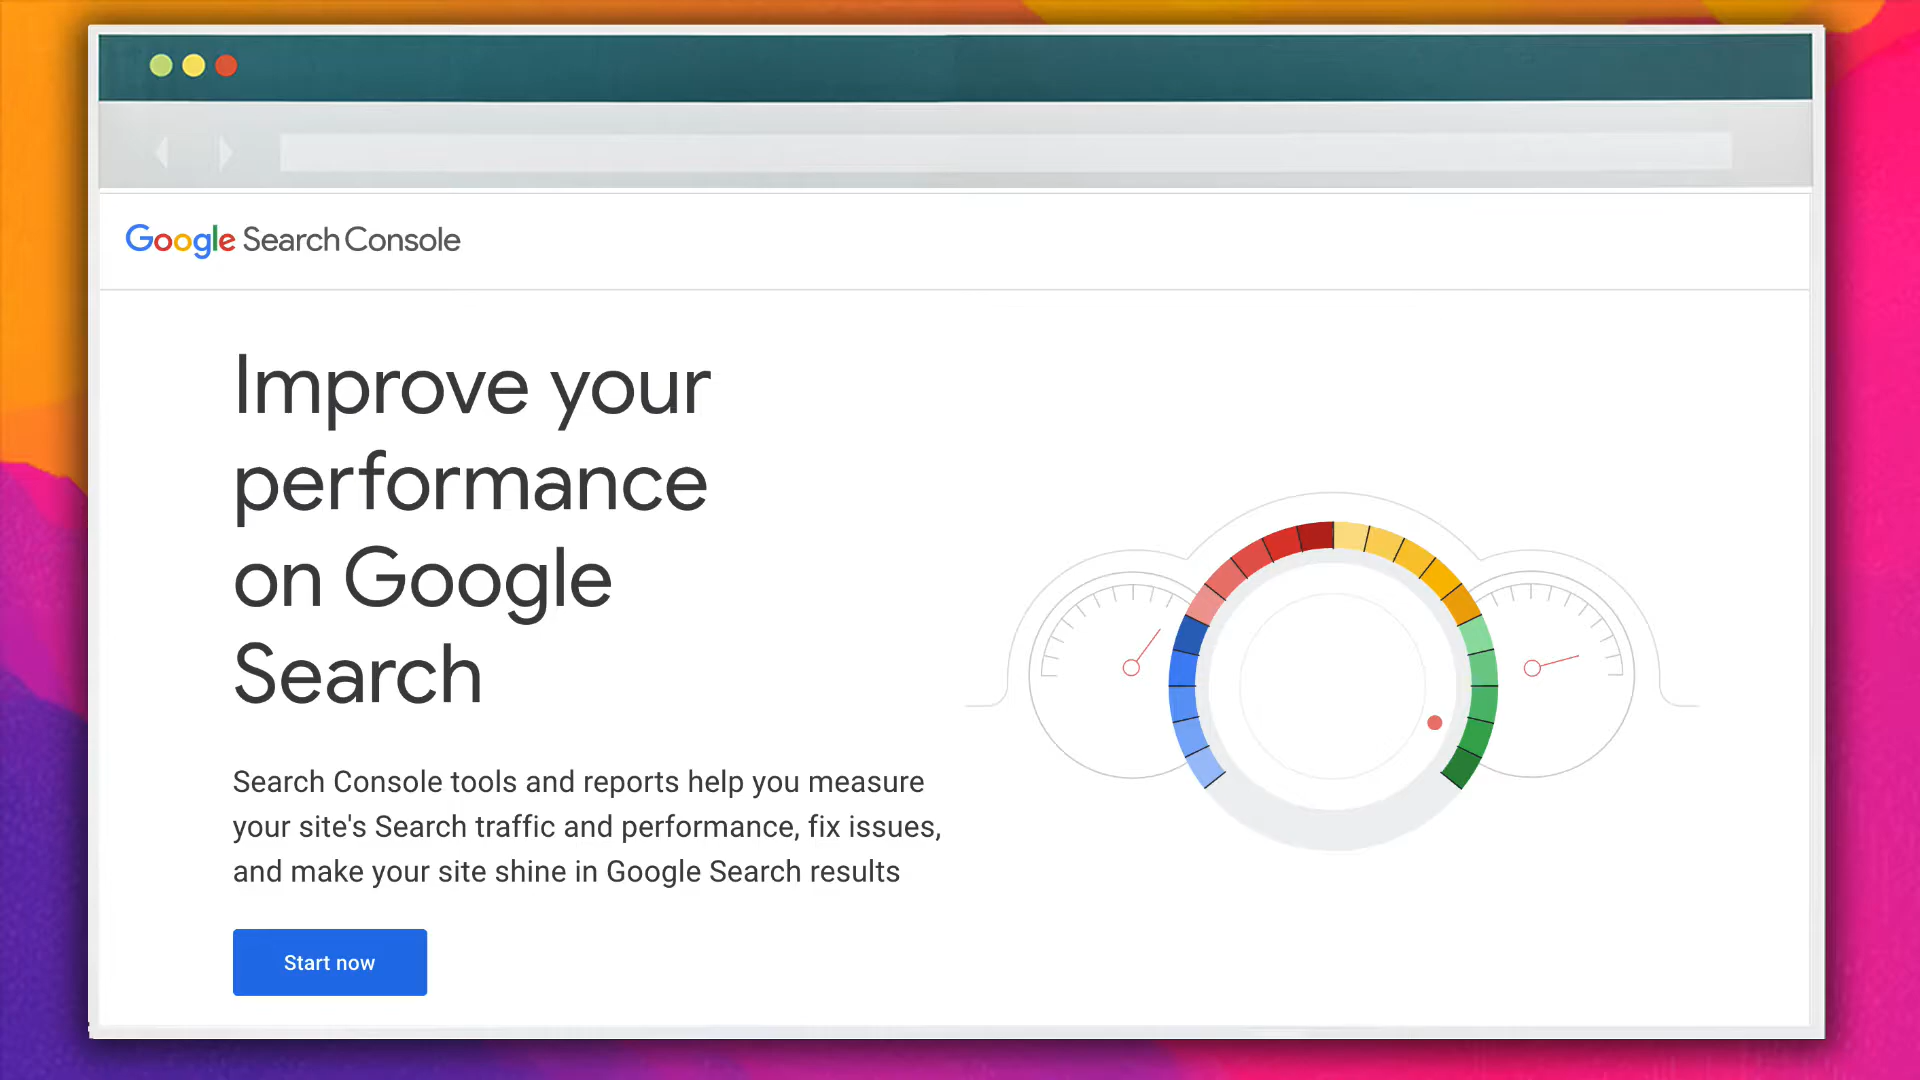 Google Search Console
Improve your
performance
on Google
Search
Search Console tools and reports help you measure
your site's Search traffic and performance, fix issues,
and make your site shine in Google Search results
Start now